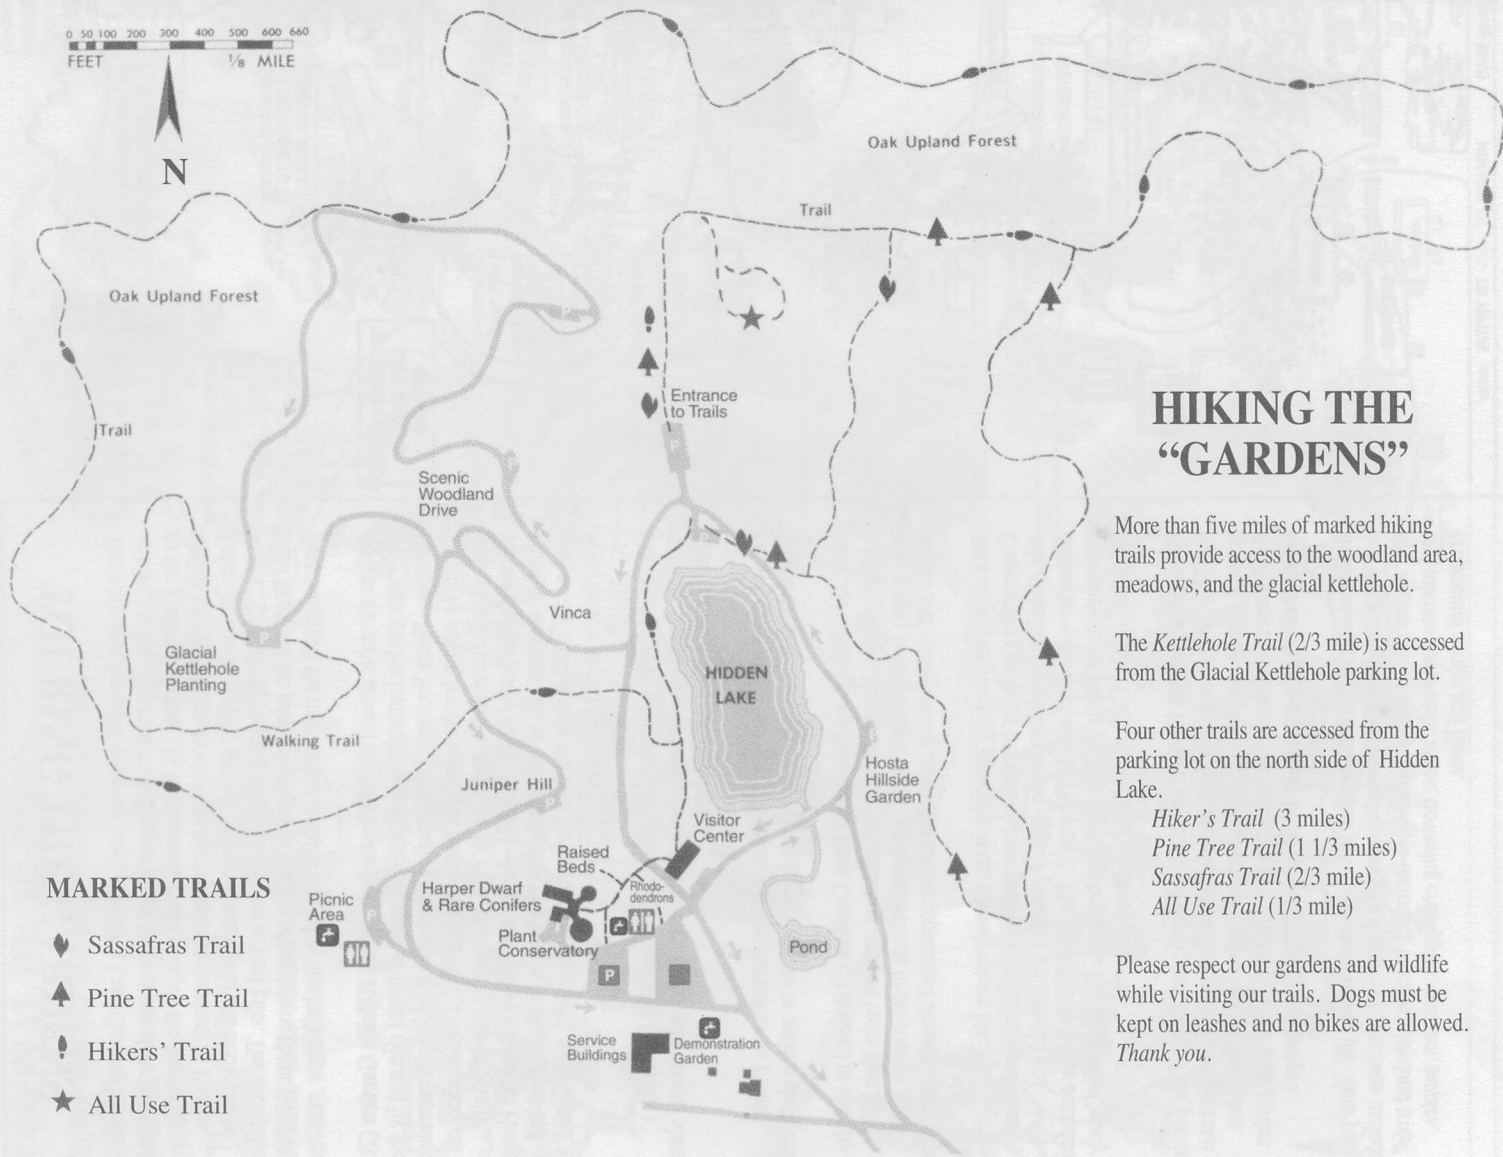 0 50 100 200 300 400 500 600 660
FEET 1/8 MILE
N
Oak Upland Forest
Trail
Oak Upland Forest
Entrance
to Trails
P
Trail
Scenic
Woodland
Drive
Vinca
P
Glacial
Kettlehole
Planting
Walking Trail
HIDDEN
LAKE
Juniper Hill
P
Hosta
Hillside
Garden
Visitor
Center
Raised
Beds
Rhodo-
dendrons
Harper Dwarf
& Rare Conifers
Picnic
Area
P
Plant
Conservatory
Pond
P
Service
Buildings
Demonstration
Garden
HIKING THE
“GARDENS”
More than five miles of marked hiking
trails provide access to the woodland area,
meadows, and the glacial kettlehole.
The Kettlehole Trail (2/3 mile) is accessed
from the Glacial Kettlehole parking lot.
Four other trails are accessed from the
parking lot on the north side of Hidden
Lake.
Hiker's Trail (3 miles)
Pine Tree Trail (1 1/3 miles)
Sassafras Trail (2/3 mile)
All Use Trail (1/3 mile)
Please respect our gardens and wildlife
while visiting our trails. Dogs must be
kept on leashes and no bikes are allowed.
Thank you.
MARKED TRAILS
Sassafras Trail
Pine Tree Trail
Hikers' Trail
All Use Trail